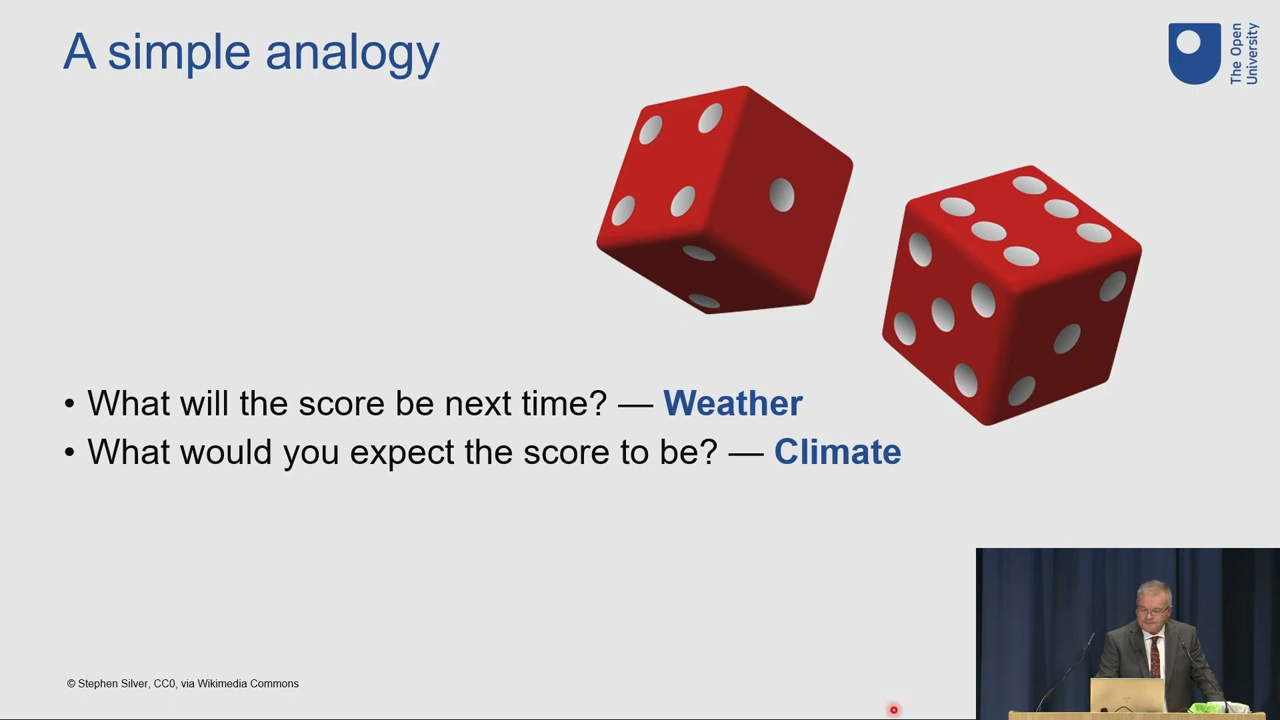 A simple analogy
The Open
University
• What will the score be next time? — Weather
• What would you expect the score to be? — Climate
© Stephen Silver, CC0, via Wikimedia Commons